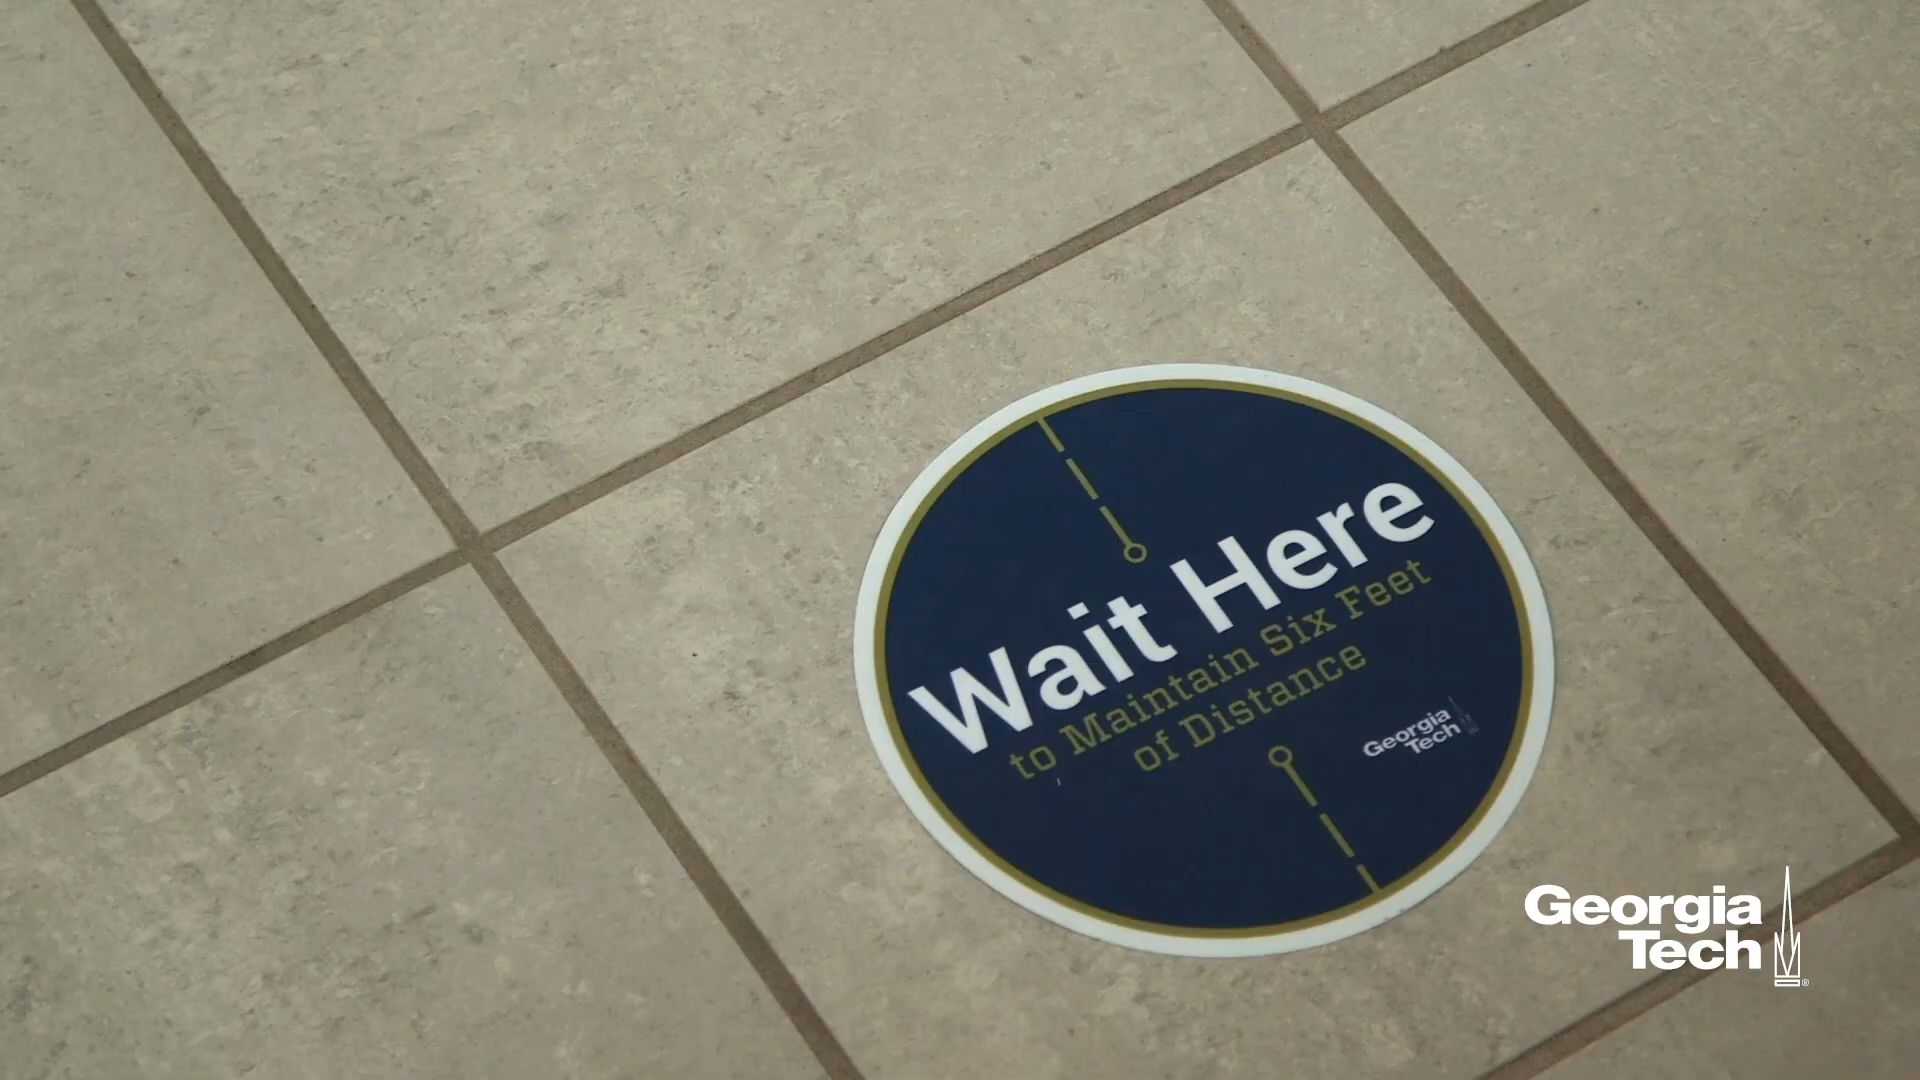 Wait Here
to Maintain Six Feet
of Distance
Georgia
Tech
Georgia
Tech
®